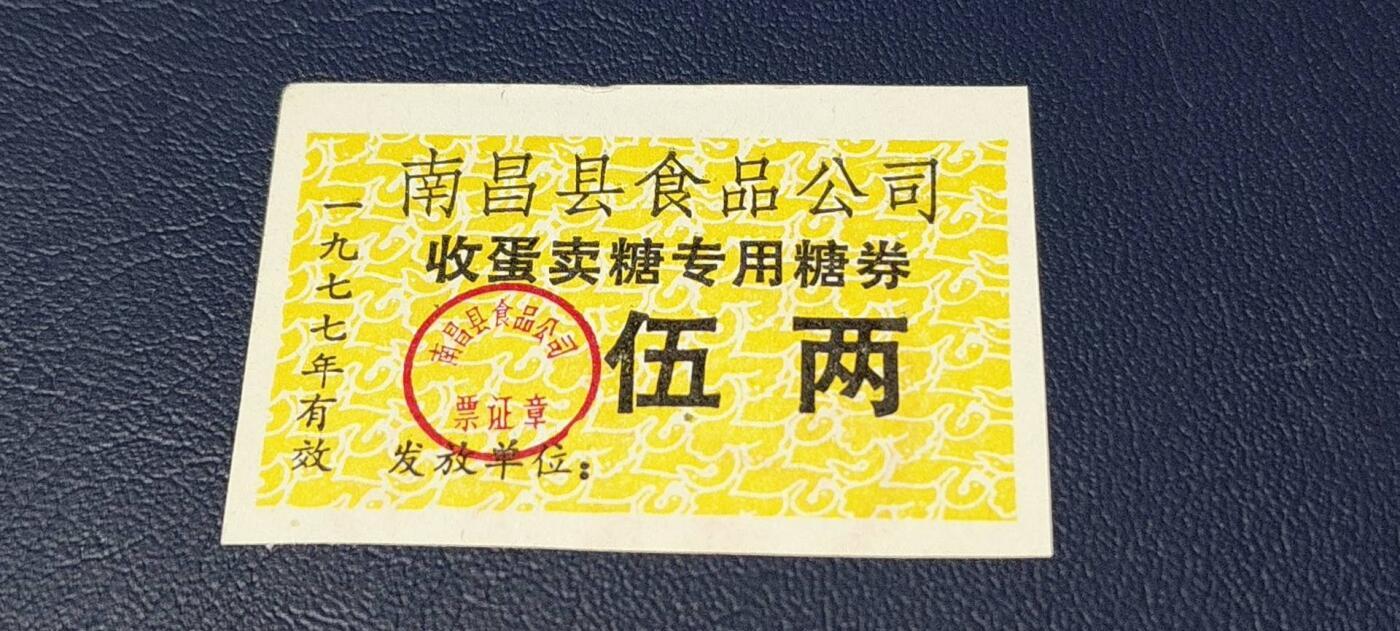 南昌县食品公司
收蛋卖糖专用糖券
伍两
一九七七年有效
南昌县食品公司
票证章
发放单位：